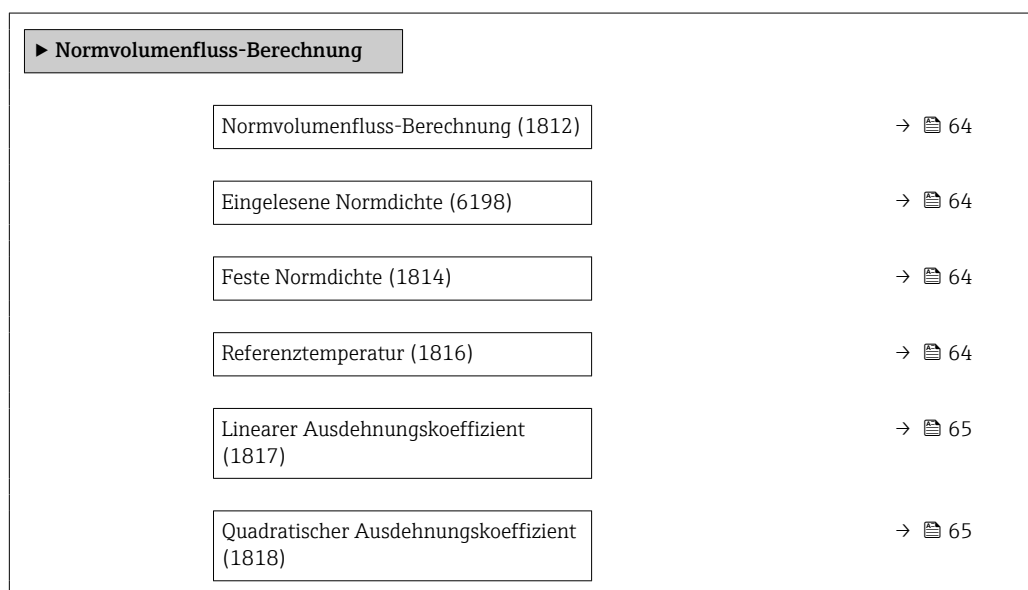 ▶ Normvolumenfluss-Berechnung
Normvolumenfluss-Berechnung (1812) → 64
Eingelesene Normdichte (6198) → 64
Feste Normdichte (1814) → 64
Referenztemperatur (1816) → 64
Linearer Ausdehnungskoeffizient
(1817)
→ 65
Quadratischer Ausdehnungskoeffizient
(1818)
→ 65